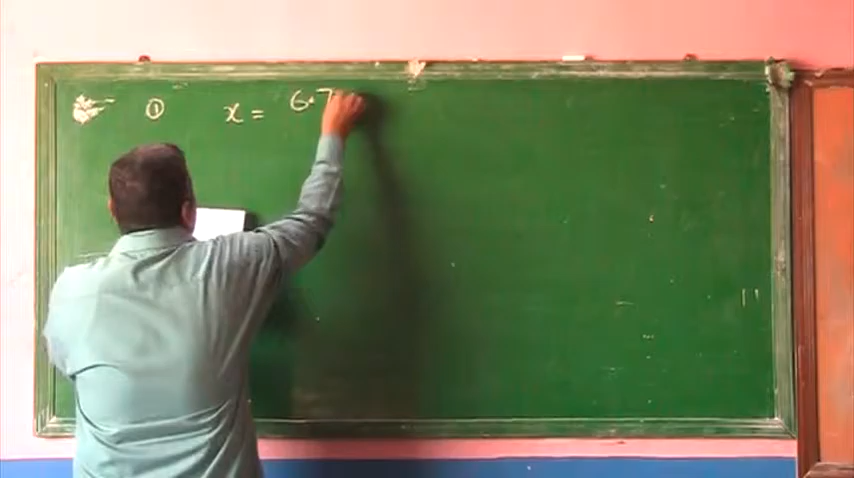 ① x = 6.7